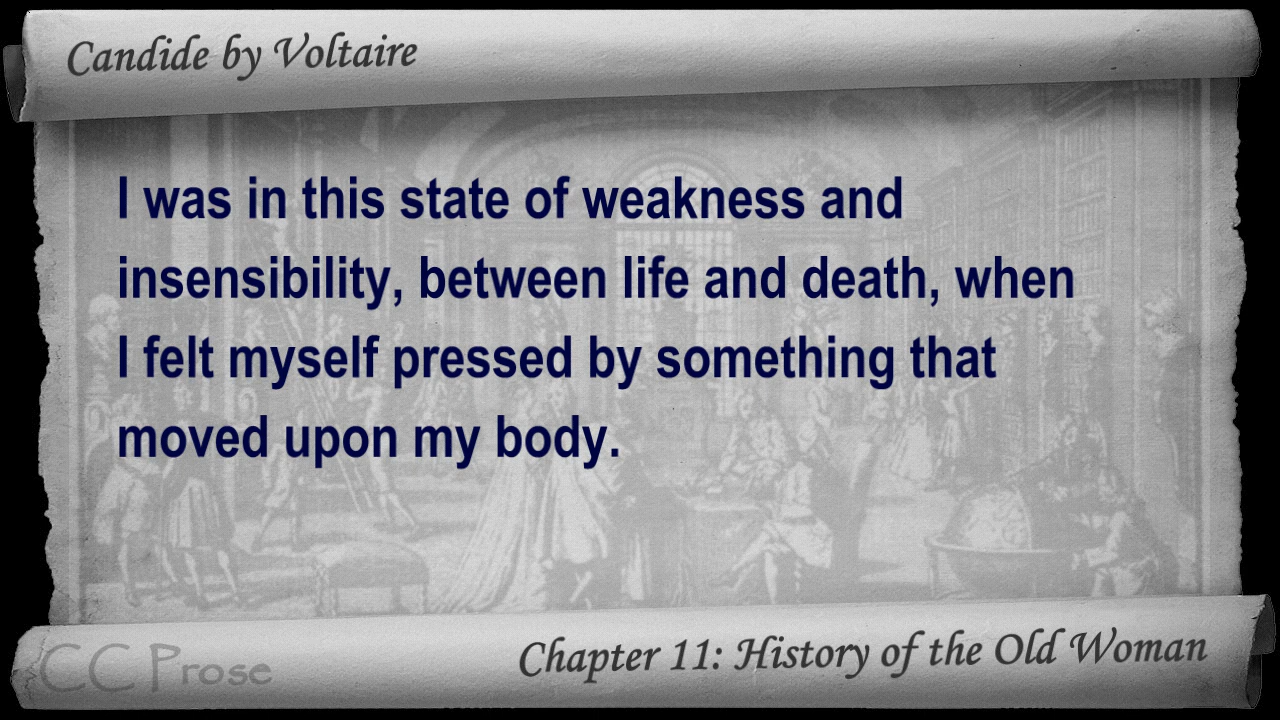 Candide by Voltaire
I was in this state of weakness and
insensibility, between life and death, when
I felt myself pressed by something that
moved upon my body.
CC Prose
Chapter 11: History of the Old Woman